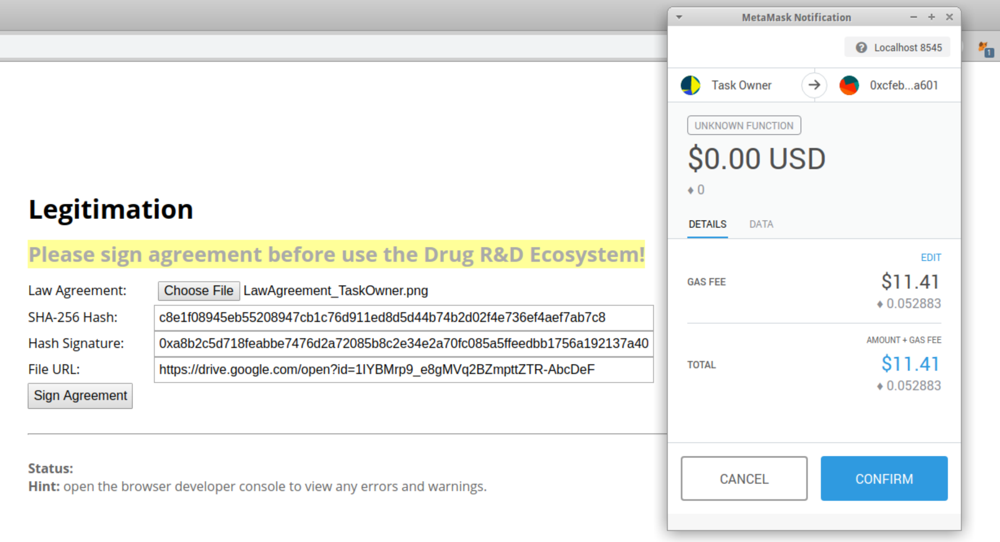 Legitimation
Please sign agreement before use the Drug R&D Ecosystem!
Law Agreement: Choose File LawAgreement_TaskOwner.png
SHA-256 Hash: c8e1f08945eb55208947cb1c76d911ed8d5d44b74b2d02f4e736ef4aef7ab7c8
Hash Signature: 0xa8b2c5d718feabbe7476d2a72085b8c2e34e2a70fc085a5ffeedbb1756a192137a40
File URL: https://drive.google.com/open?id=1IYBMrp9_e8gMVq2BZmpttZTR-AbcDeF
Sign Agreement
Status:
Hint: open the browser developer console to view any errors and warnings.
MetaMask Notification
? Localhost 8545
1
Task Owner → 0xcfeb...a601
UNKNOWN FUNCTION
$0.00 USD
♦ 0
DETAILS DATA
EDIT
GAS FEE $11.41
♦ 0.052883
AMOUNT + GAS FEE
TOTAL $11.41
♦ 0.052883
CANCEL CONFIRM